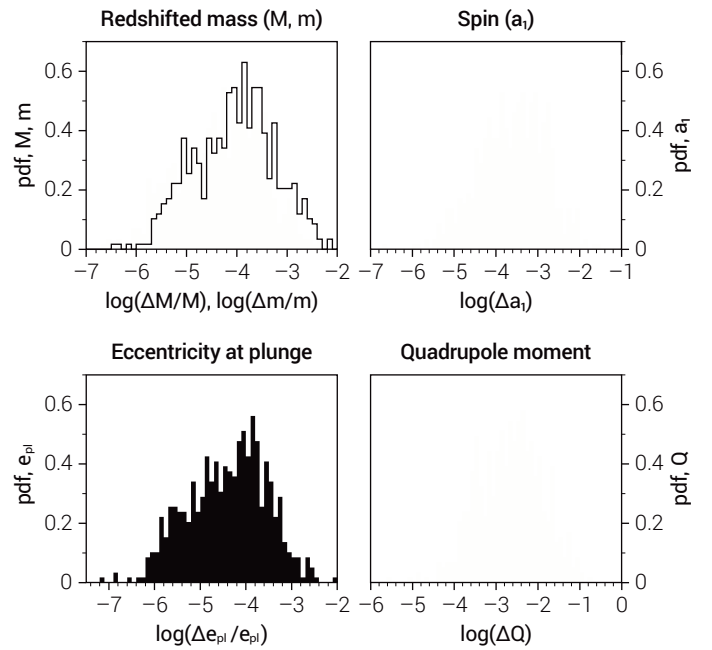 Redshifted mass (M, m)
Spin (a₁)
0.6
0.4
0.2
0
pdf, M, m
−7 −6 −5 −4 −3 −2
log(ΔM/M), log(Δm/m)
0.6
0.4
0.2
0
pdf, a₁
−7 −6 −5 −4 −3 −2 −1
log(Δa₁)
Eccentricity at plunge
Quadrupole moment
0.6
0.4
0.2
0
pdf, eₚₗ
−7 −6 −5 −4 −3 −2
log(Δeₚₗ/eₚₗ)
0.6
0.4
0.2
0
pdf, Q
−6 −5 −4 −3 −2 −1 0
log(ΔQ)